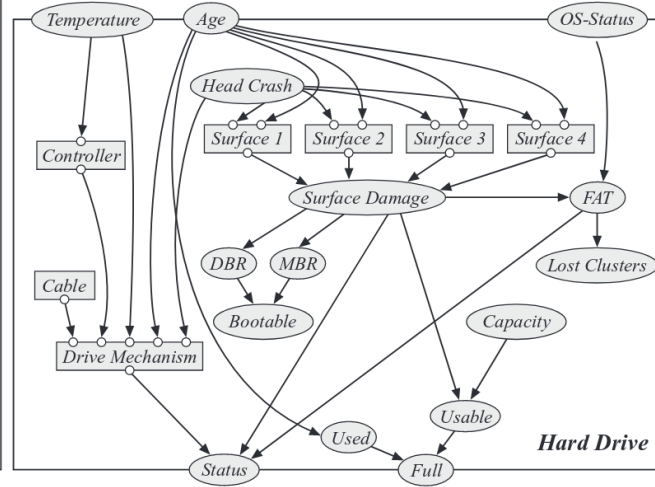 Temperature
Age
OS-Status
Head Crash
Surface 1
Surface 2
Surface 3
Surface 4
Controller
Surface Damage
FAT
DBR
MBR
Lost Clusters
Cable
Bootable
Capacity
Drive Mechanism
Usable
Used
Hard Drive
Status
Full